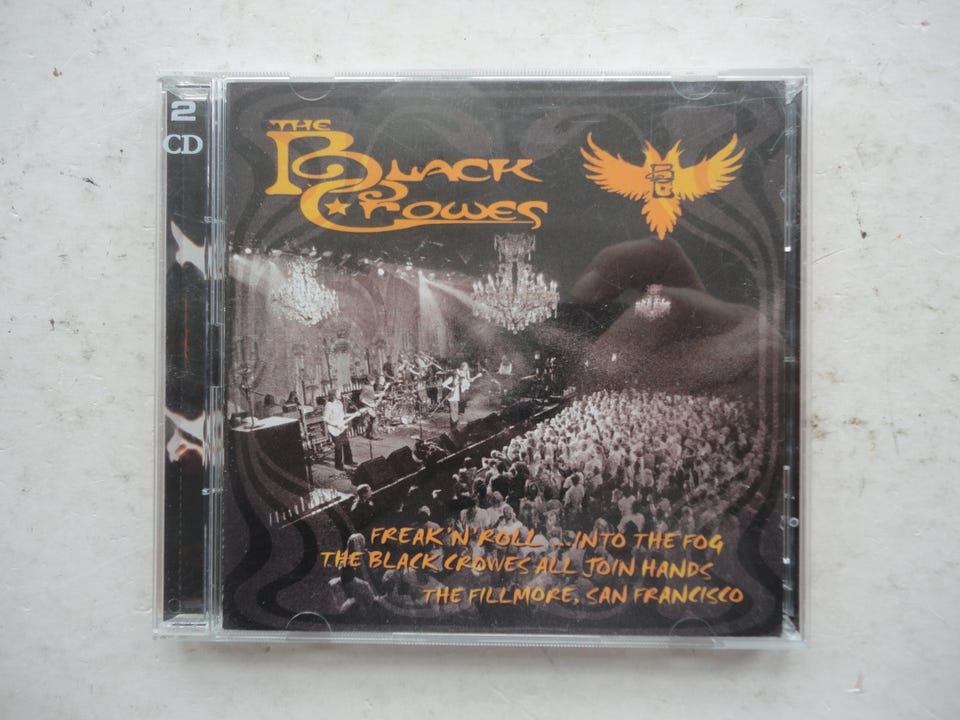 2
CD
THE
BLACK
CROWES
BC
FREAK'N'ROLL ...INTO THE FOG
THE BLACK CROWES ALL JOIN HANDS
THE FILLMORE, SAN FRANCISCO